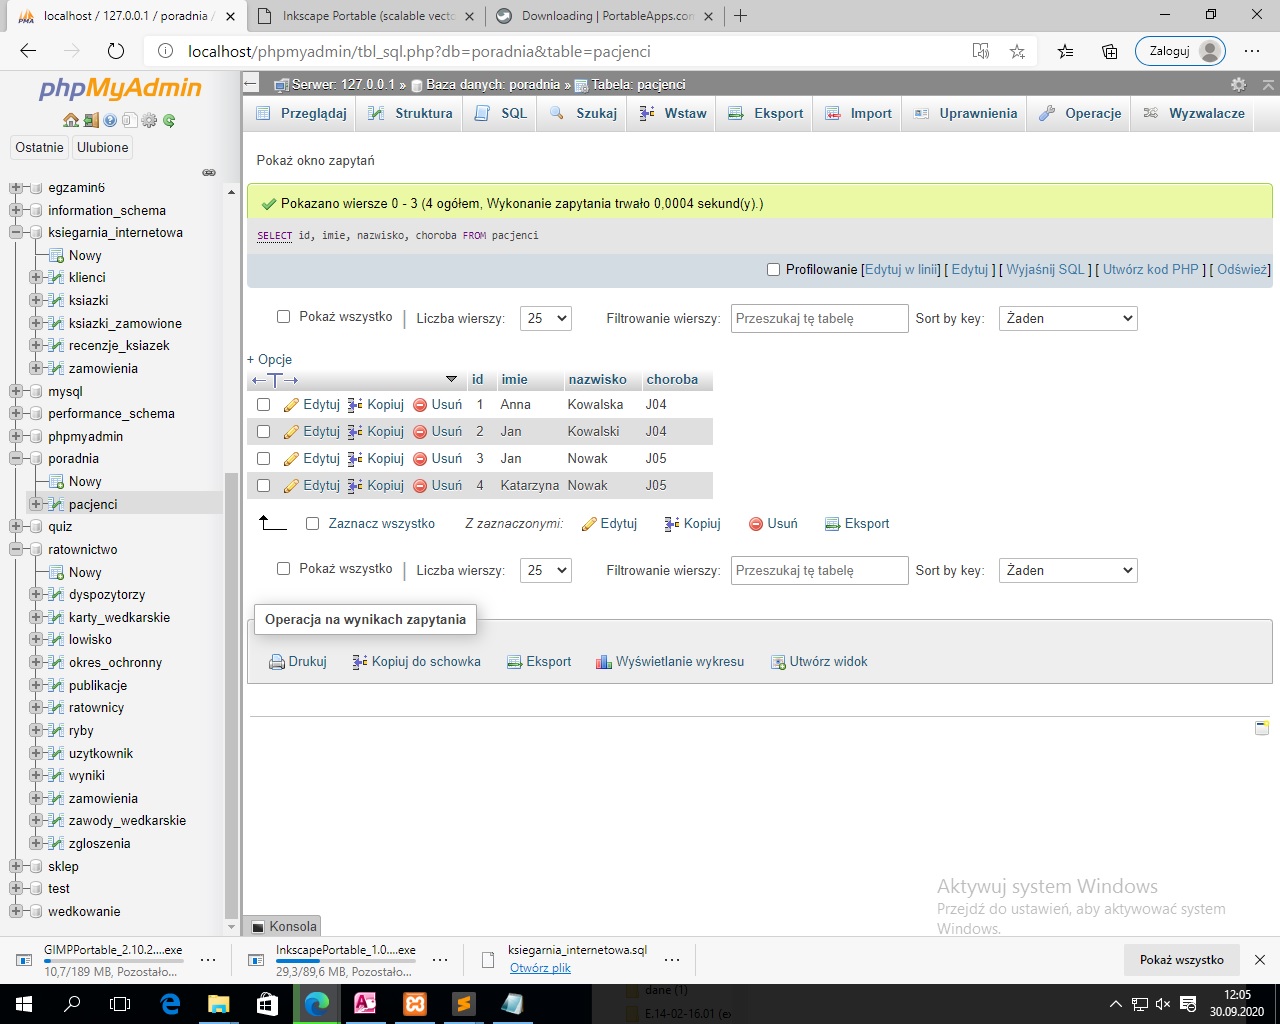 localhost / 127.0.0.1 / poradnia /
Inkscape Portable (scalable vecto
Downloading | PortableApps.com
localhost/phpmyadmin/tbl_sql.php?db=poradnia&table=pacjenci
Zaloguj
phpMyAdmin
Ostatnie
Ulubione
egzamin6
information_schema
ksiegarnia_internetowa
Nowy
klienci
ksiazki
ksiazki_zamowione
recenzje_ksiazek
zamowienia
mysql
performance_schema
phpmyadmin
poradnia
Nowy
pacjenci
quiz
ratownictwo
Nowy
dyspozytorzy
karty_wedkarskie
lowisko
okres_ochronny
publikacje
ratownicy
ryby
uzytkownik
wyniki
zamowienia
zawody_wedkarskie
zgloszenia
sklep
test
wedkowanie
Serwer: 127.0.0.1 » Baza danych: poradnia » Tabela: pacjenci
Przeglądaj Struktura SQL Szukaj Wstaw Eksport Import Uprawnienia Operacje Wyzwalacze
Pokaż okno zapytań
Pokazano wiersze 0 - 3 (4 ogółem, Wykonanie zapytania trwało 0,0004 sekund(y).)
SELECT id, imie, nazwisko, choroba FROM pacjenci
Profilowanie [Edytuj w linii] [ Edytuj ] [ Wyjaśnij SQL ] [ Utwórz kod PHP ] [ Odśwież]
Pokaż wszystko | Liczba wierszy: 25 Filtrowanie wierszy: Przeszukaj tę tabelę Sort by key: Żaden
+ Opcje
←T→ id imie nazwisko choroba
Edytuj Kopiuj Usuń 1 Anna Kowalska J04
Edytuj Kopiuj Usuń 2 Jan Kowalski J04
Edytuj Kopiuj Usuń 3 Jan Nowak J05
Edytuj Kopiuj Usuń 4 Katarzyna Nowak J05
Zaznacz wszystko Z zaznaczonymi: Edytuj Kopiuj Usuń Eksport
Pokaż wszystko | Liczba wierszy: 25 Filtrowanie wierszy: Przeszukaj tę tabelę Sort by key: Żaden
Operacja na wynikach zapytania
Drukuj Kopiuj do schowka Eksport Wyświetlanie wykresu Utwórz widok
Aktywuj system Windows
Przejdź do ustawień, aby aktywować system
Windows.
Konsola
GIMPPortable_2.10.2....exe
10,7/189 MB, Pozostało...
InkscapePortable_1.0....exe
29,3/89,6 MB, Pozostało...
ksiegarnia_internetowa.sql
Otwórz plik
Pokaż wszystko
dane (1)
E.14-02-16.01 (ex
12:05
30.09.2020